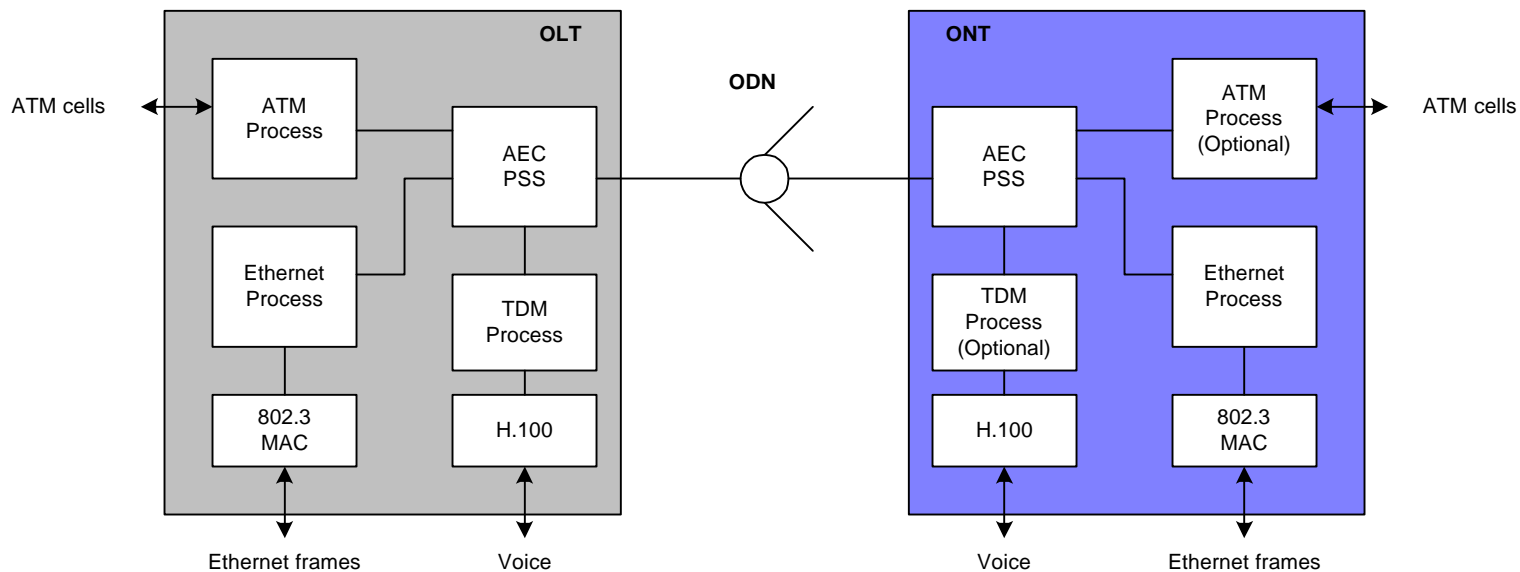 OLT
ATM cells
ATM
Process
AEC
PSS
Ethernet
Process
TDM
Process
802.3
MAC
H.100
Ethernet frames
Voice
ODN
ONT
AEC
PSS
ATM
Process
(Optional)
ATM cells
TDM
Process
(Optional)
Ethernet
Process
H.100
802.3
MAC
Voice
Ethernet frames